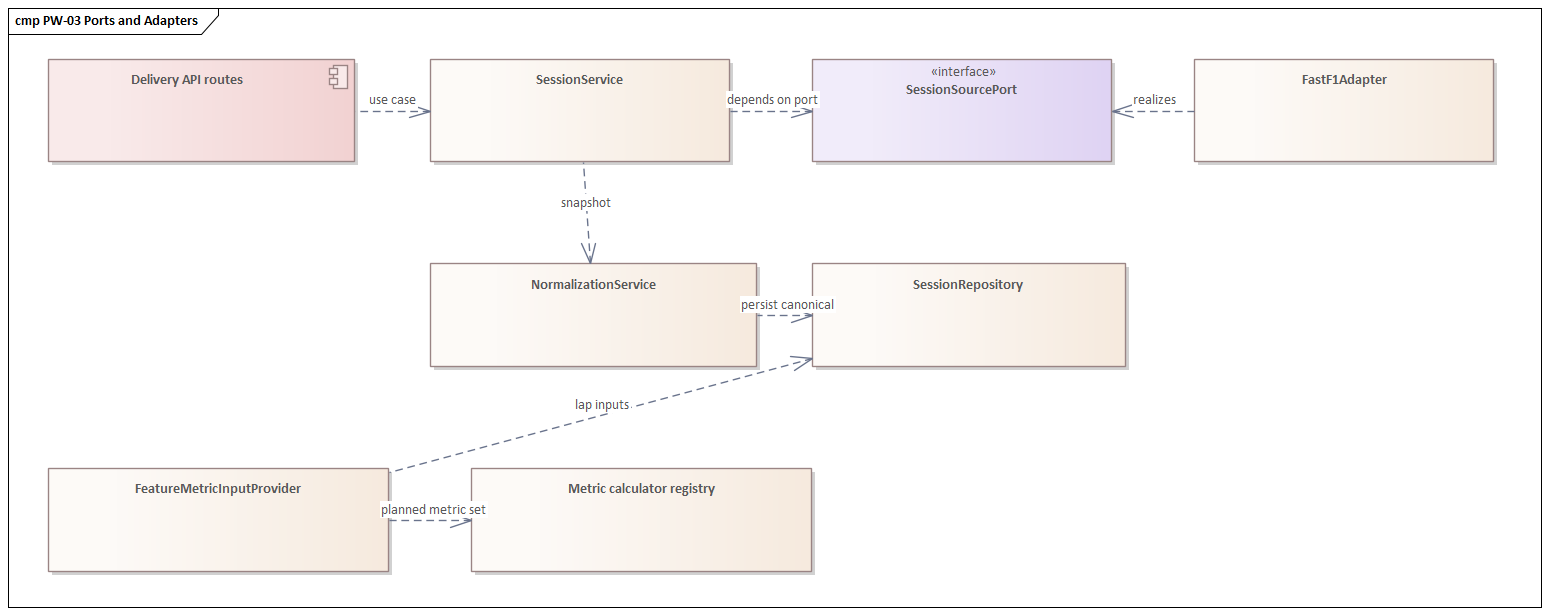 cmp PW-03 Ports and Adapters
Delivery API routes
use case
SessionService
depends on port
«interface»
SessionSourcePort
realizes
FastF1Adapter
snapshot
NormalizationService
persist canonical
SessionRepository
lap inputs
FeatureMetricInputProvider
planned metric set
Metric calculator registry